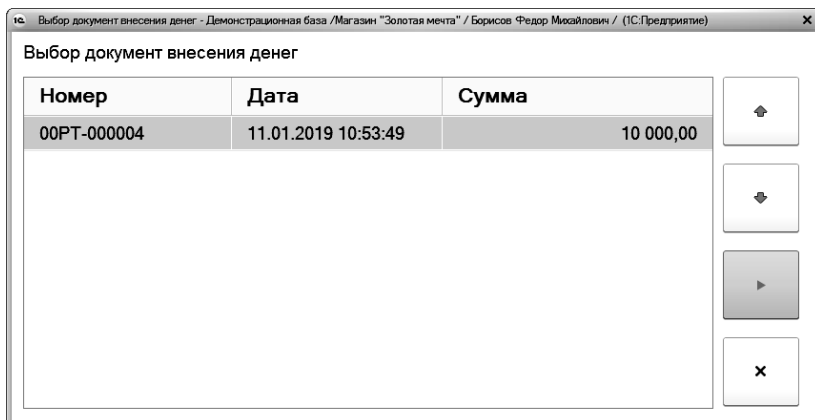 1С Выбор документ внесения денег - Демонстрационная база /Магазин "Золотая мечта" / Борисов Федор Михайлович / (1С:Предприятие)
Выбор документ внесения денег
Номер Дата Сумма
00РТ-000004 11.01.2019 10:53:49 10 000,00